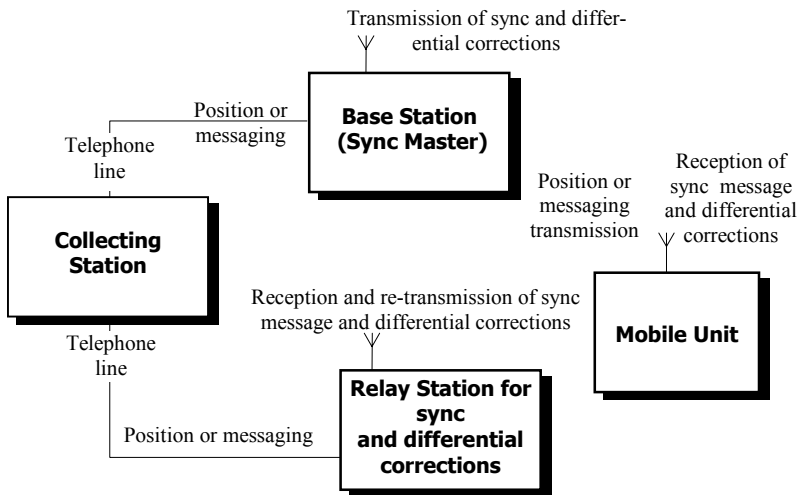 Transmission of sync and differ-
ential corrections
Base Station
(Sync Master)
Position or
messaging
Telephone
line
Collecting
Station
Position or
messaging
transmission
Reception of
sync message
and differential
corrections
Mobile Unit
Reception and re-transmission of sync
message and differential corrections
Telephone
line
Relay Station for
sync
and differential
corrections
Position or messaging